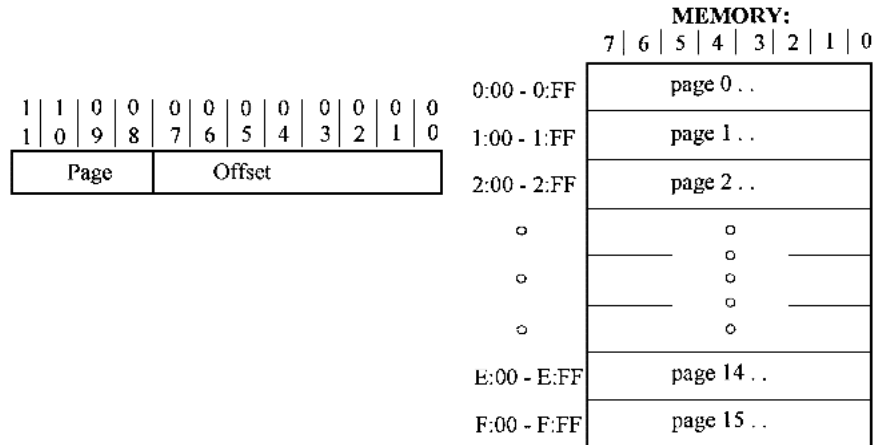 MEMORY:
7 | 6 | 5 | 4 | 3 | 2 | 1 | 0
1 | 1 | 0 | 0 | 0 | 0 | 0 | 0 | 0 | 0 | 0 | 0
1 | 0 | 9 | 8 | 7 | 6 | 5 | 4 | 3 | 2 | 1 | 0
Page Offset
0:00 - 0:FF page 0 . .
1:00 - 1:FF page 1 . .
2:00 - 2:FF page 2 . .
E:00 - E:FF page 14 . .
F:00 - F:FF page 15 . .